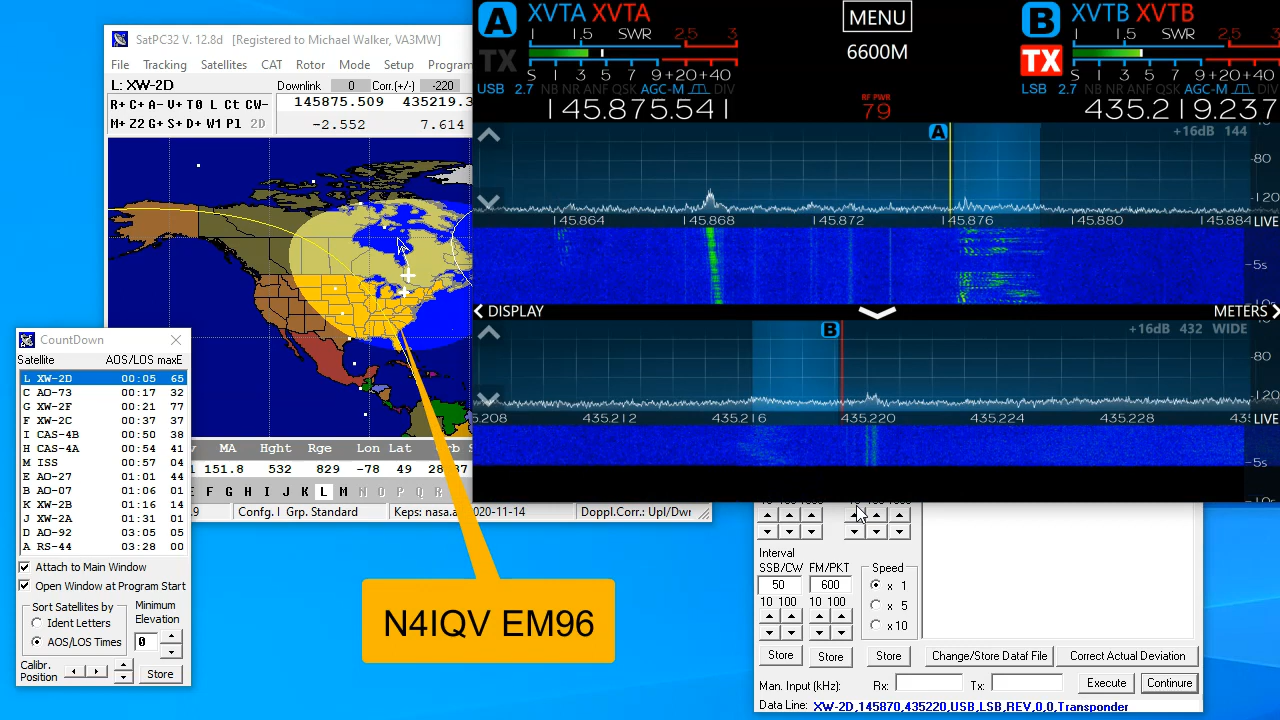 SatPC32 V. 12.8d [Registered to Michael Walker, VA3MW]
File Tracking Satellites CAT Rotor Modes Setup Program
L: XW-2D Downlink 0 Corr.(+/-) -220
R+ C+ A- V+ T0 L Ct CW-
M+ Z2 G+ S+ D+ W1 Pl 2D
145875.509 435219.3
-2.552 7.614
A XVTA XVTA
S I I.5 SWR 2.5 3
TX
S I 3 5 7 9 +20 +40
USB 2.7 NB NR ANF QSK AGC-M DIV
145.875.541
MENU
6600M
RF PWR
79
B XVTB XVTB
I I.5 SWR 2.5 3
TX
S I 3 5 7 9 +20 +40
LSB 2.7 NB NR ANF QSK AGC-M DIV
435.219.237
A
+16dB 144
-80
-120
145.864 145.868 145.872 145.876 145.880 145.884 LIVE
-5s
DISPLAY METERS
B
+16dB 432 WIDE
-80
-120
5.208 435.212 435.216 435.220 435.224 435.228 LIVE
-5s
-10s
CountDown
Satellite AOS/LOS maxE
L XW-2D 00:05 65
C AO-73 00:17 32
G XW-2F 00:21 77
F XW-2C 00:37 37
I CAS-4B 00:50 38
H CAS-4A 00:54 41
M ISS 00:57 04
E AO-27 01:01 44
B AO-07 01:06 01
K XW-2B 01:16 14
J XW-2A 01:31 01
D AO-92 03:05 05
A RS-44 03:28 00
Attach to Main Window
Open Window at Program Start
Sort Satellites by
Ident Letters
AOS/LOS Times
Minimum
Elevation
0
Calibr.
Position
Store
MA Hght Rge Lon Lat
151.8 532 829 -78 49
F G H I J K L M N O P Q R
Confg. I Grp. Standard Keps: nasa.a 2020-11-14 Doppl.Corr.: Upl/Dwr
N4IQV EM96
Interval
SSB/CW FM/PKT
50 600
10 100 10 100
Store Store
Speed
x 1
x 5
x 10
Store Change/Store Dataf File Correct Actual Deviation
Man. Input (kHz): Rx: Tx: Execute Continue
Data Line: XW-2D,145870,435220,USB,LSB,REV,0,0,Transponder